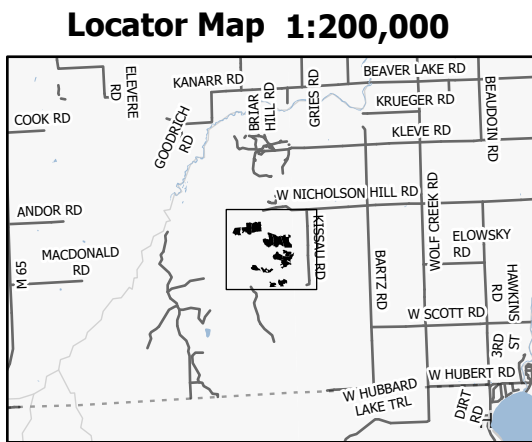 Locator Map 1:200,000
BEAVER LAKE RD
KANARR RD
ELEVERE
RD
BRIAR
HILL RD
GRIES RD
KRUEGER RD
BEAUDOIN RD
COOK RD
GOODRICH
RD
KLEVE RD
W NICHOLSON HILL RD
ANDOR RD
KISSAU RD
WOLF CREEK RD
MACDONALD
RD
M 65
BARTZ RD
ELOWSKY
RD
HAWKINS
RD
W SCOTT RD
3RD
ST
W HUBERT RD
W HUBBARD
LAKE TRL
DIRT
RD